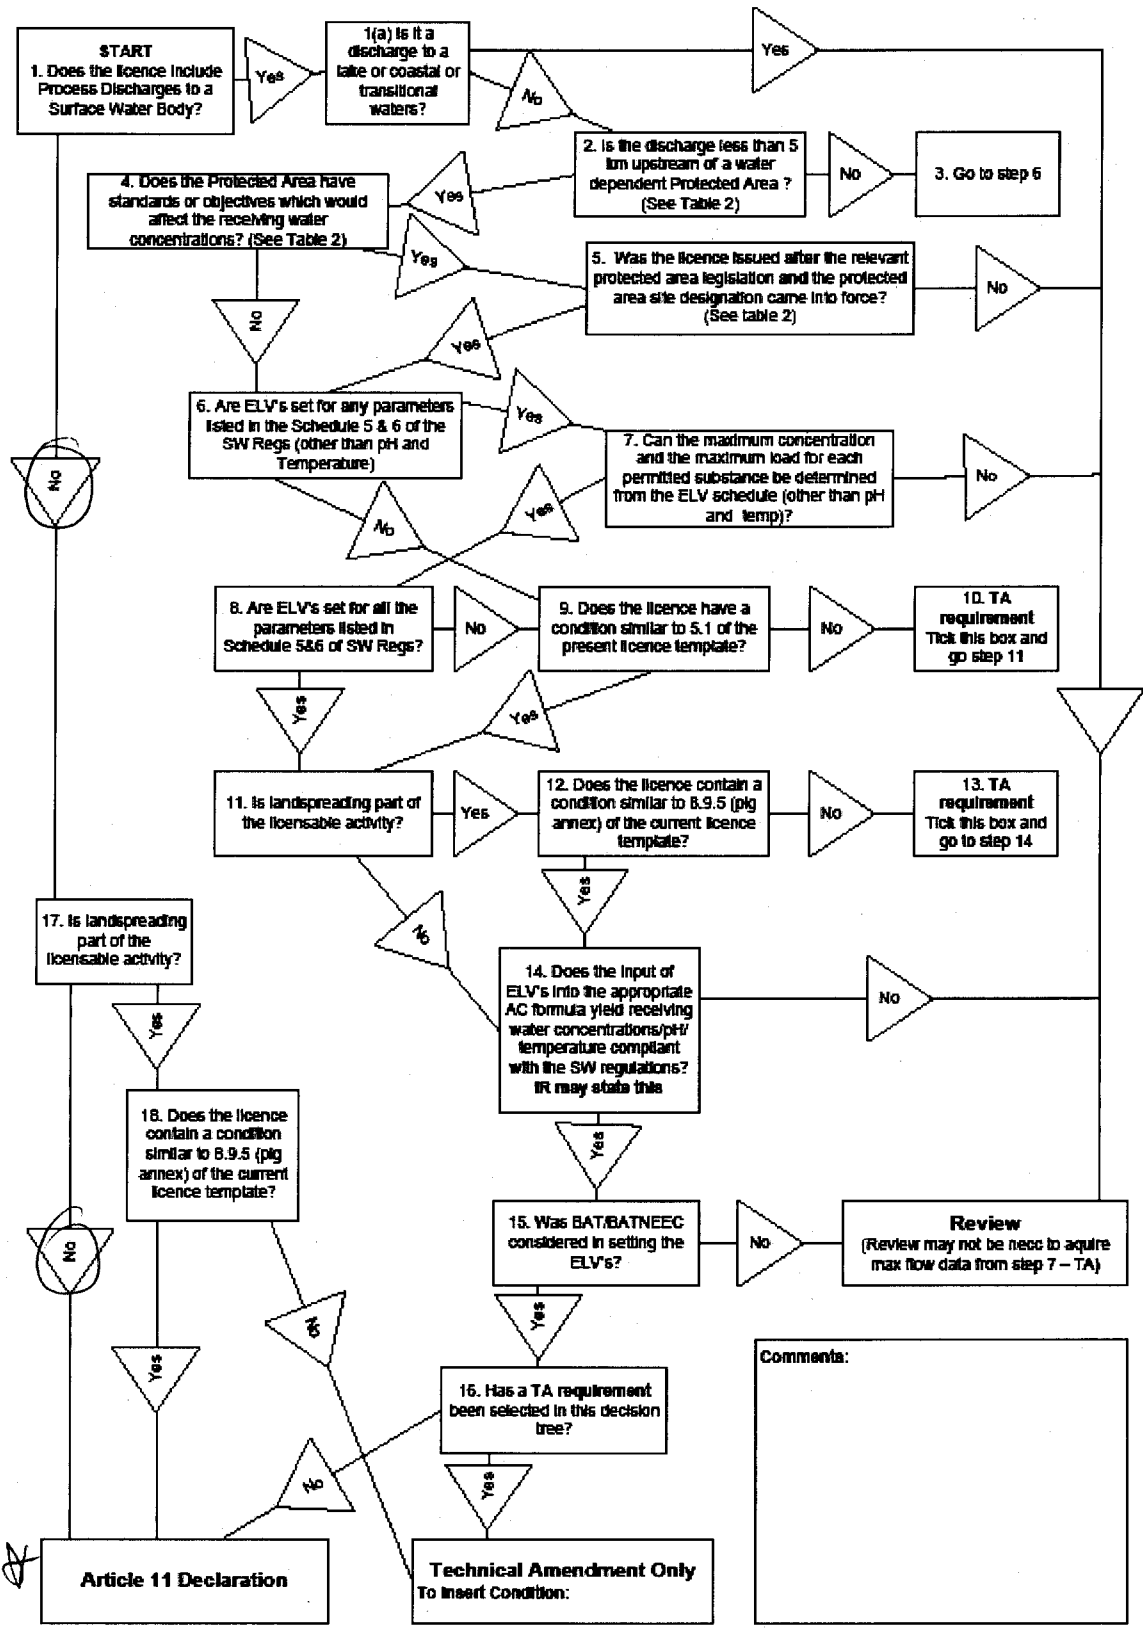 START
1. Does the licence include
Process Discharges to a
Surface Water Body?
Yes
1(a) Is it a
discharge to a
lake or coastal or
transitional
waters?
Yes
No
2. Is the discharge less than 5
km upstream of a water
dependent Protected Area ?
(See Table 2)
No
3. Go to step 6
Yes
4. Does the Protected Area have
standards or objectives which would
affect the receiving water
concentrations? (See Table 2)
Yes
No
5. Was the licence issued after the relevant
protected area legislation and the protected
area site designation came into force?
(See table 2)
No
Yes
6. Are ELV's set for any parameters
listed in the Schedule 5 & 6 of the
SW Regs (other than pH and
Temperature)
Yes
No
7. Can the maximum concentration
and the maximum load for each
permitted substance be determined
from the ELV schedule (other than pH
and temp)?
No
Yes
No
8. Are ELV's set for all the
parameters listed in
Schedule 5&6 of SW Regs?
No
9. Does the licence have a
condition similar to 5.1 of the
present licence template?
No
10. TA
requirement
Tick this box and
go step 11
Yes
Yes
11. Is landspreading part of
the licensable activity?
Yes
12. Does the licence contain a
condition similar to 8.9.5 (pig
annex) of the current licence
template?
No
13. TA
requirement
Tick this box and
go to step 14
Yes
No
17. Is landspreading
part of the
licensable activity?
Yes
14. Does the input of
ELV's into the appropriate
AC formula yield receiving
water concentrations/pH/
temperature compliant
with the SW regulations?
IR may state this
No
Yes
18. Does the licence
contain a condition
similar to 8.9.5 (pig
annex) of the current
licence template?
No
15. Was BAT/BATNEEC
considered in setting the
ELV's?
No
Review
(Review may not be necc to aquire
max flow data from step 7 – TA)
Yes
No
Yes
16. Has a TA requirement
been selected in this decision
tree?
No
Yes
Comments:
Article 11 Declaration
Technical Amendment Only
To Insert Condition: